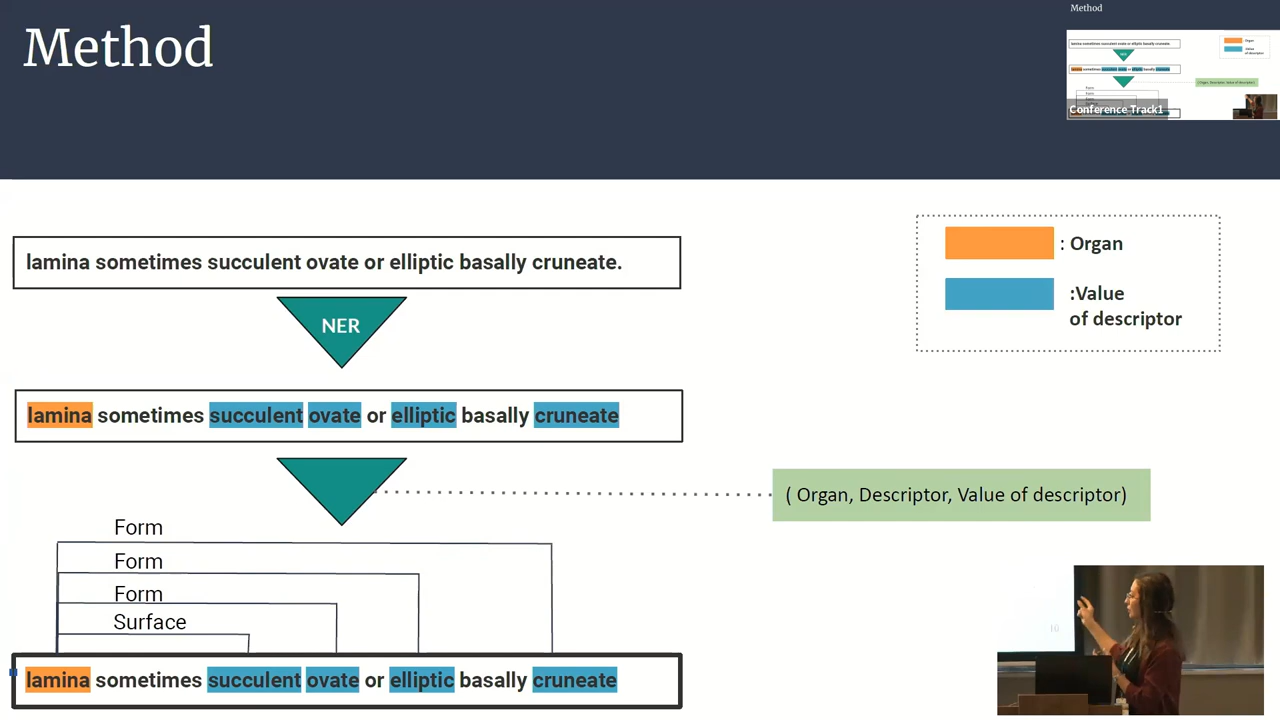 Method
Method
Conference Track1
lamina sometimes succulent ovate or elliptic basally cruneate.
: Organ
:Value
of descriptor
NER
lamina sometimes succulent ovate or elliptic basally cruneate
( Organ, Descriptor, Value of descriptor)
Form
Form
Form
Surface
lamina sometimes succulent ovate or elliptic basally cruneate
10